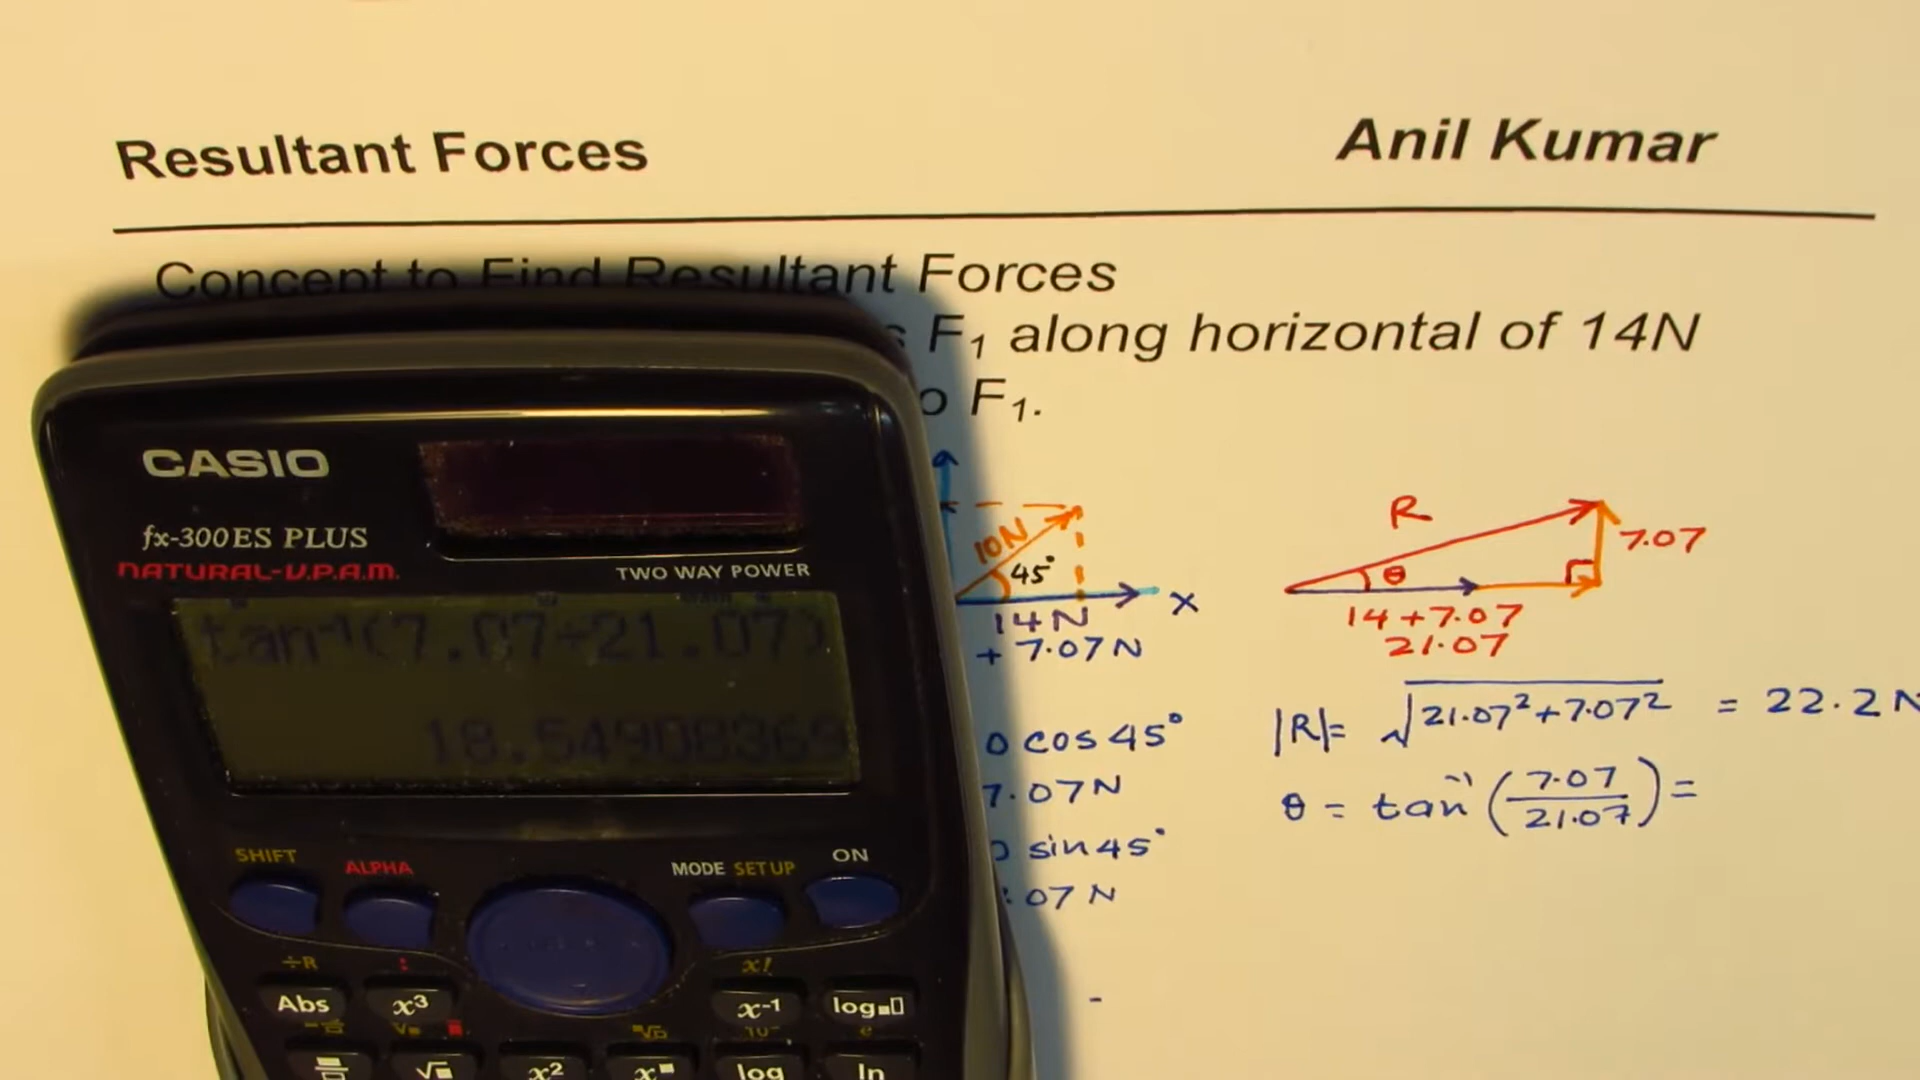 Resultant Forces
Anil Kumar
Concept to Find Resultant Forces
F₁ along horizontal of 14N
F₁.
CASIO
fx-300ES PLUS
NATURAL-V.P.A.M.
TWO WAY POWER
tan⁻¹(7.07÷21.07)
18.54908369
SHIFT
ALPHA
MODE SETUP
ON
÷R
:
x!
Abs
x³
x⁻¹
log
√
x²
x
log
ln
10N
45°
x
14N
+ 7.07N
cos 45°
7.07N
sin 45°
07 N
R
7.07
θ
14 + 7.07
21.07
|R|= √21.07²+7.07² = 22.2 N
θ = tan⁻¹ (7.07/21.07) =